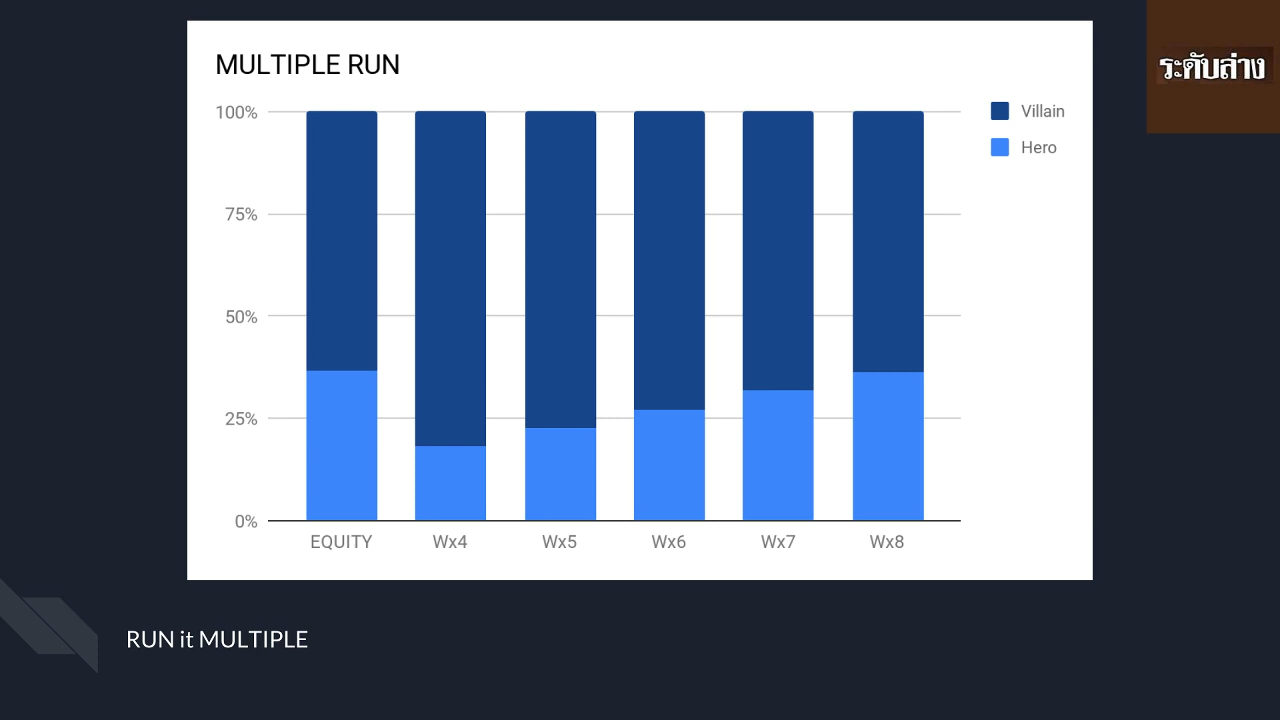 MULTIPLE RUN
ระดับล่าง
100%
75%
50%
25%
0%
Villain
Hero
EQUITY Wx4 Wx5 Wx6 Wx7 Wx8
RUN it MULTIPLE